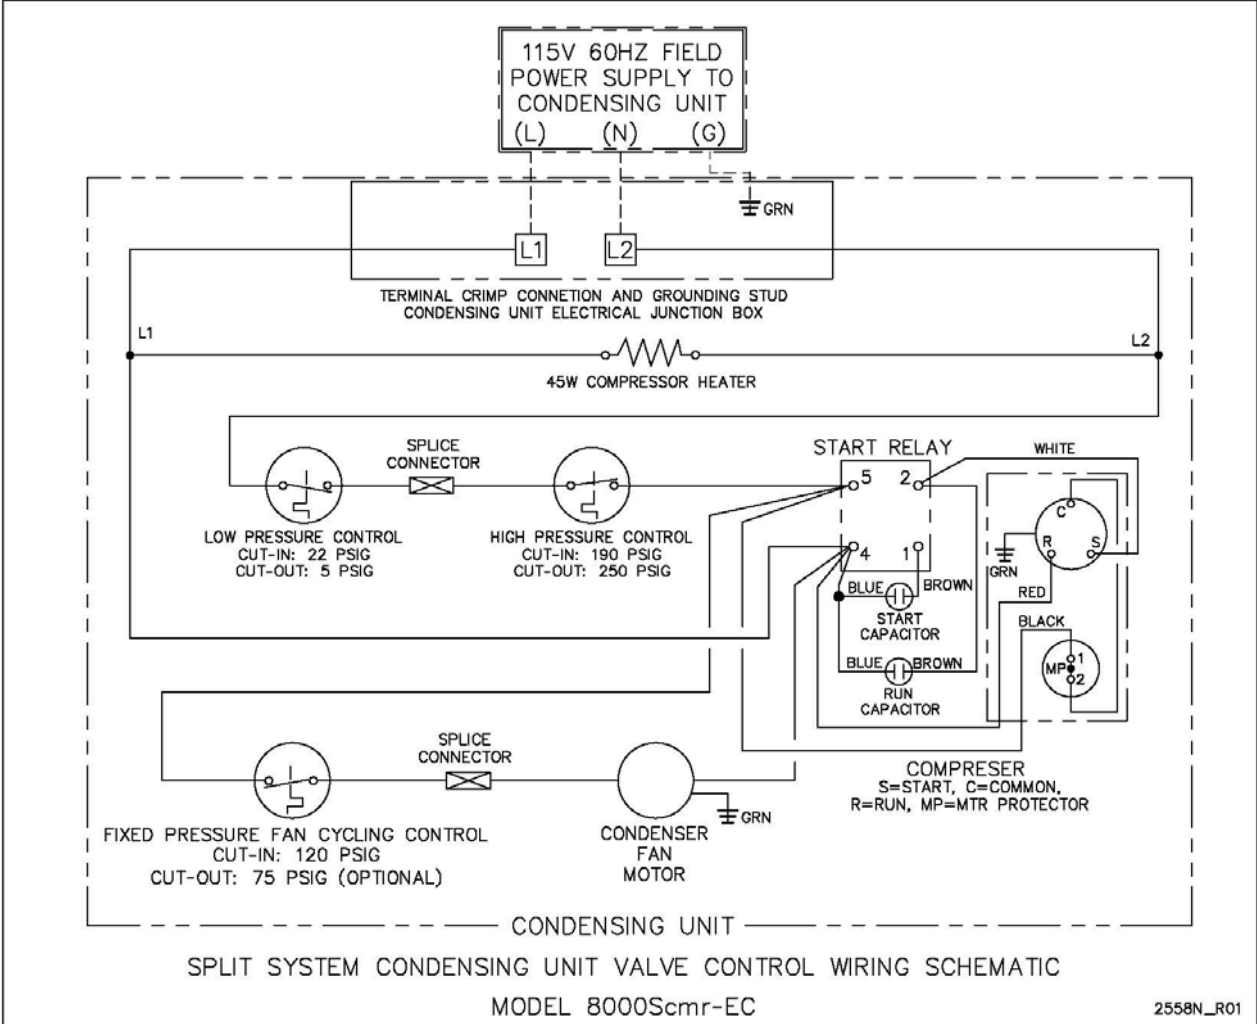 115V 60HZ FIELD
POWER SUPPLY TO
CONDENSING UNIT
(L) (N) (G)
GRN
L1 L2
TERMINAL CRIMP CONNETION AND GROUNDING STUD
CONDENSING UNIT ELECTRICAL JUNCTION BOX
L1
L2
45W COMPRESSOR HEATER
SPLICE
CONNECTOR
LOW PRESSURE CONTROL
CUT-IN: 22 PSIG
CUT-OUT: 5 PSIG
HIGH PRESSURE CONTROL
CUT-IN: 190 PSIG
CUT-OUT: 250 PSIG
START RELAY
5 2
4 1
WHITE
C
R S
GRN
RED
BLACK
BLUE BROWN
START
CAPACITOR
BLUE BROWN
RUN
CAPACITOR
1
MP
2
COMPRESER
S=START, C=COMMON,
R=RUN, MP=MTR PROTECTOR
SPLICE
CONNECTOR
FIXED PRESSURE FAN CYCLING CONTROL
CUT-IN: 120 PSIG
CUT-OUT: 75 PSIG (OPTIONAL)
GRN
CONDENSER
FAN
MOTOR
CONDENSING UNIT
SPLIT SYSTEM CONDENSING UNIT VALVE CONTROL WIRING SCHEMATIC
MODEL 8000Scmr-EC
2558N_R01